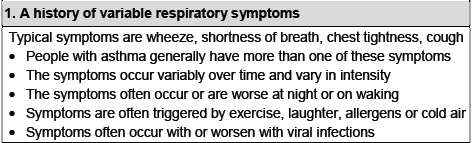 1. A history of variable respiratory symptoms
Typical symptoms are wheeze, shortness of breath, chest tightness, cough
• People with asthma generally have more than one of these symptoms
• The symptoms occur variably over time and vary in intensity
• The symptoms often occur or are worse at night or on waking
• Symptoms are often triggered by exercise, laughter, allergens or cold air
• Symptoms often occur with or worsen with viral infections